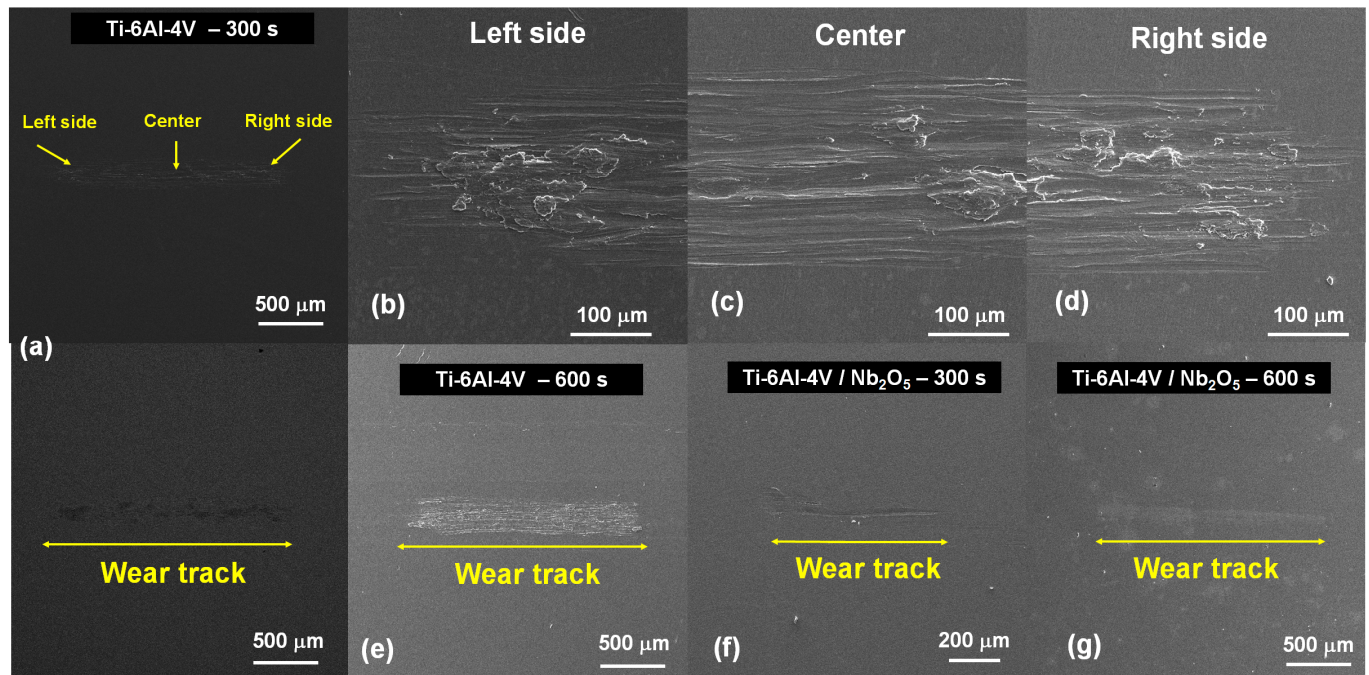 Ti-6Al-4V – 300 s
Left side
Center
Right side
500 μm
(a)
Left side
(b)
100 μm
Center
(c)
100 μm
Right side
(d)
100 μm
Wear track
500 μm
Ti-6Al-4V – 600 s
Wear track
(e)
500 μm
Ti-6Al-4V / Nb₂O₅ – 300 s
Wear track
(f)
200 μm
Ti-6Al-4V / Nb₂O₅ – 600 s
Wear track
(g)
500 μm